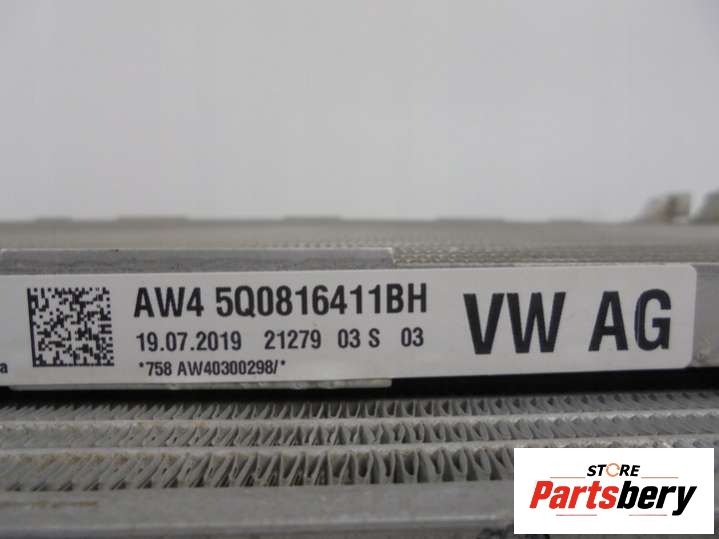 AW4 5Q0816411BH
VW AG
19.07.2019 21279 03 S 03
*758 AW40300298/*
a
STORE
Partsbery